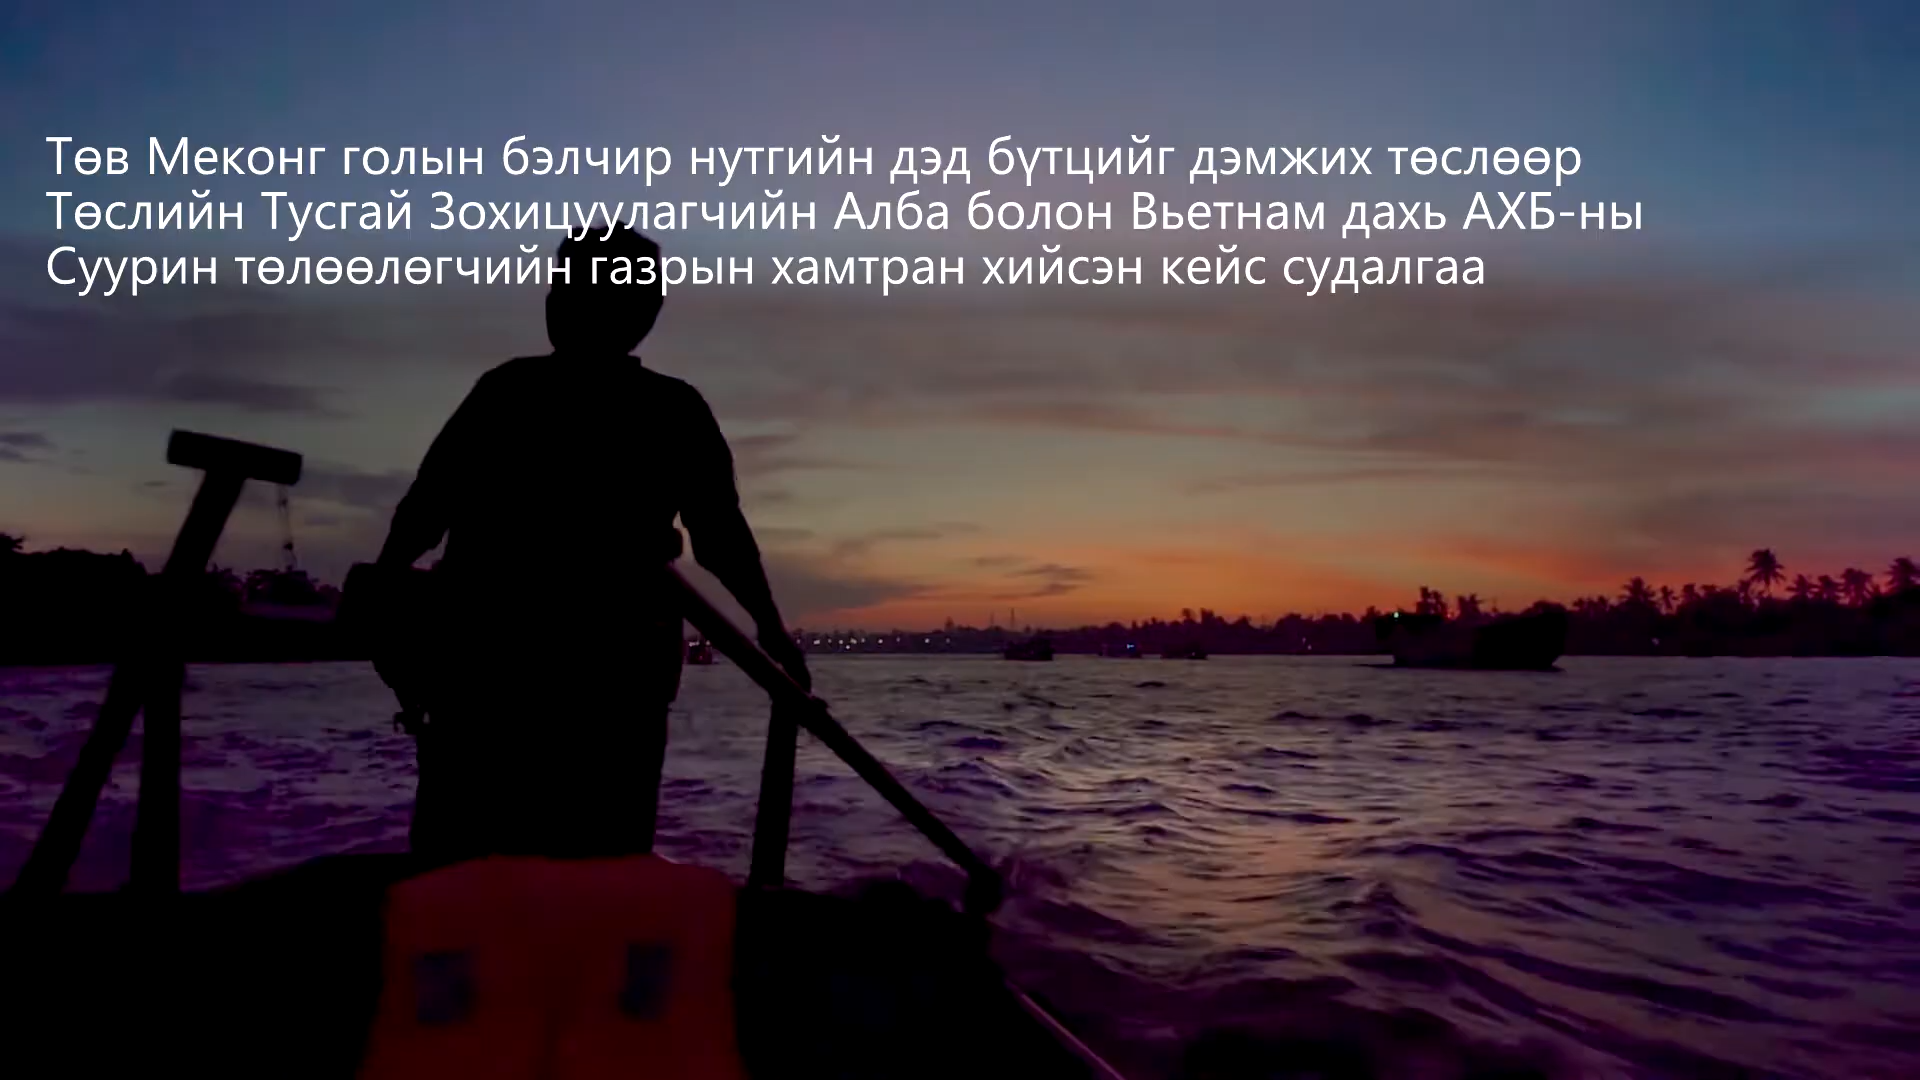 Төв Меконг голын бэлчир нутгийн дэд бүтцийг дэмжих төслөөр
Төслийн Тусгай Зохицуулагчийн Алба болон Вьетнам дахь АХБ-ны
Суурин төлөөлөгчийн газрын хамтран хийсэн кейс судалгаа